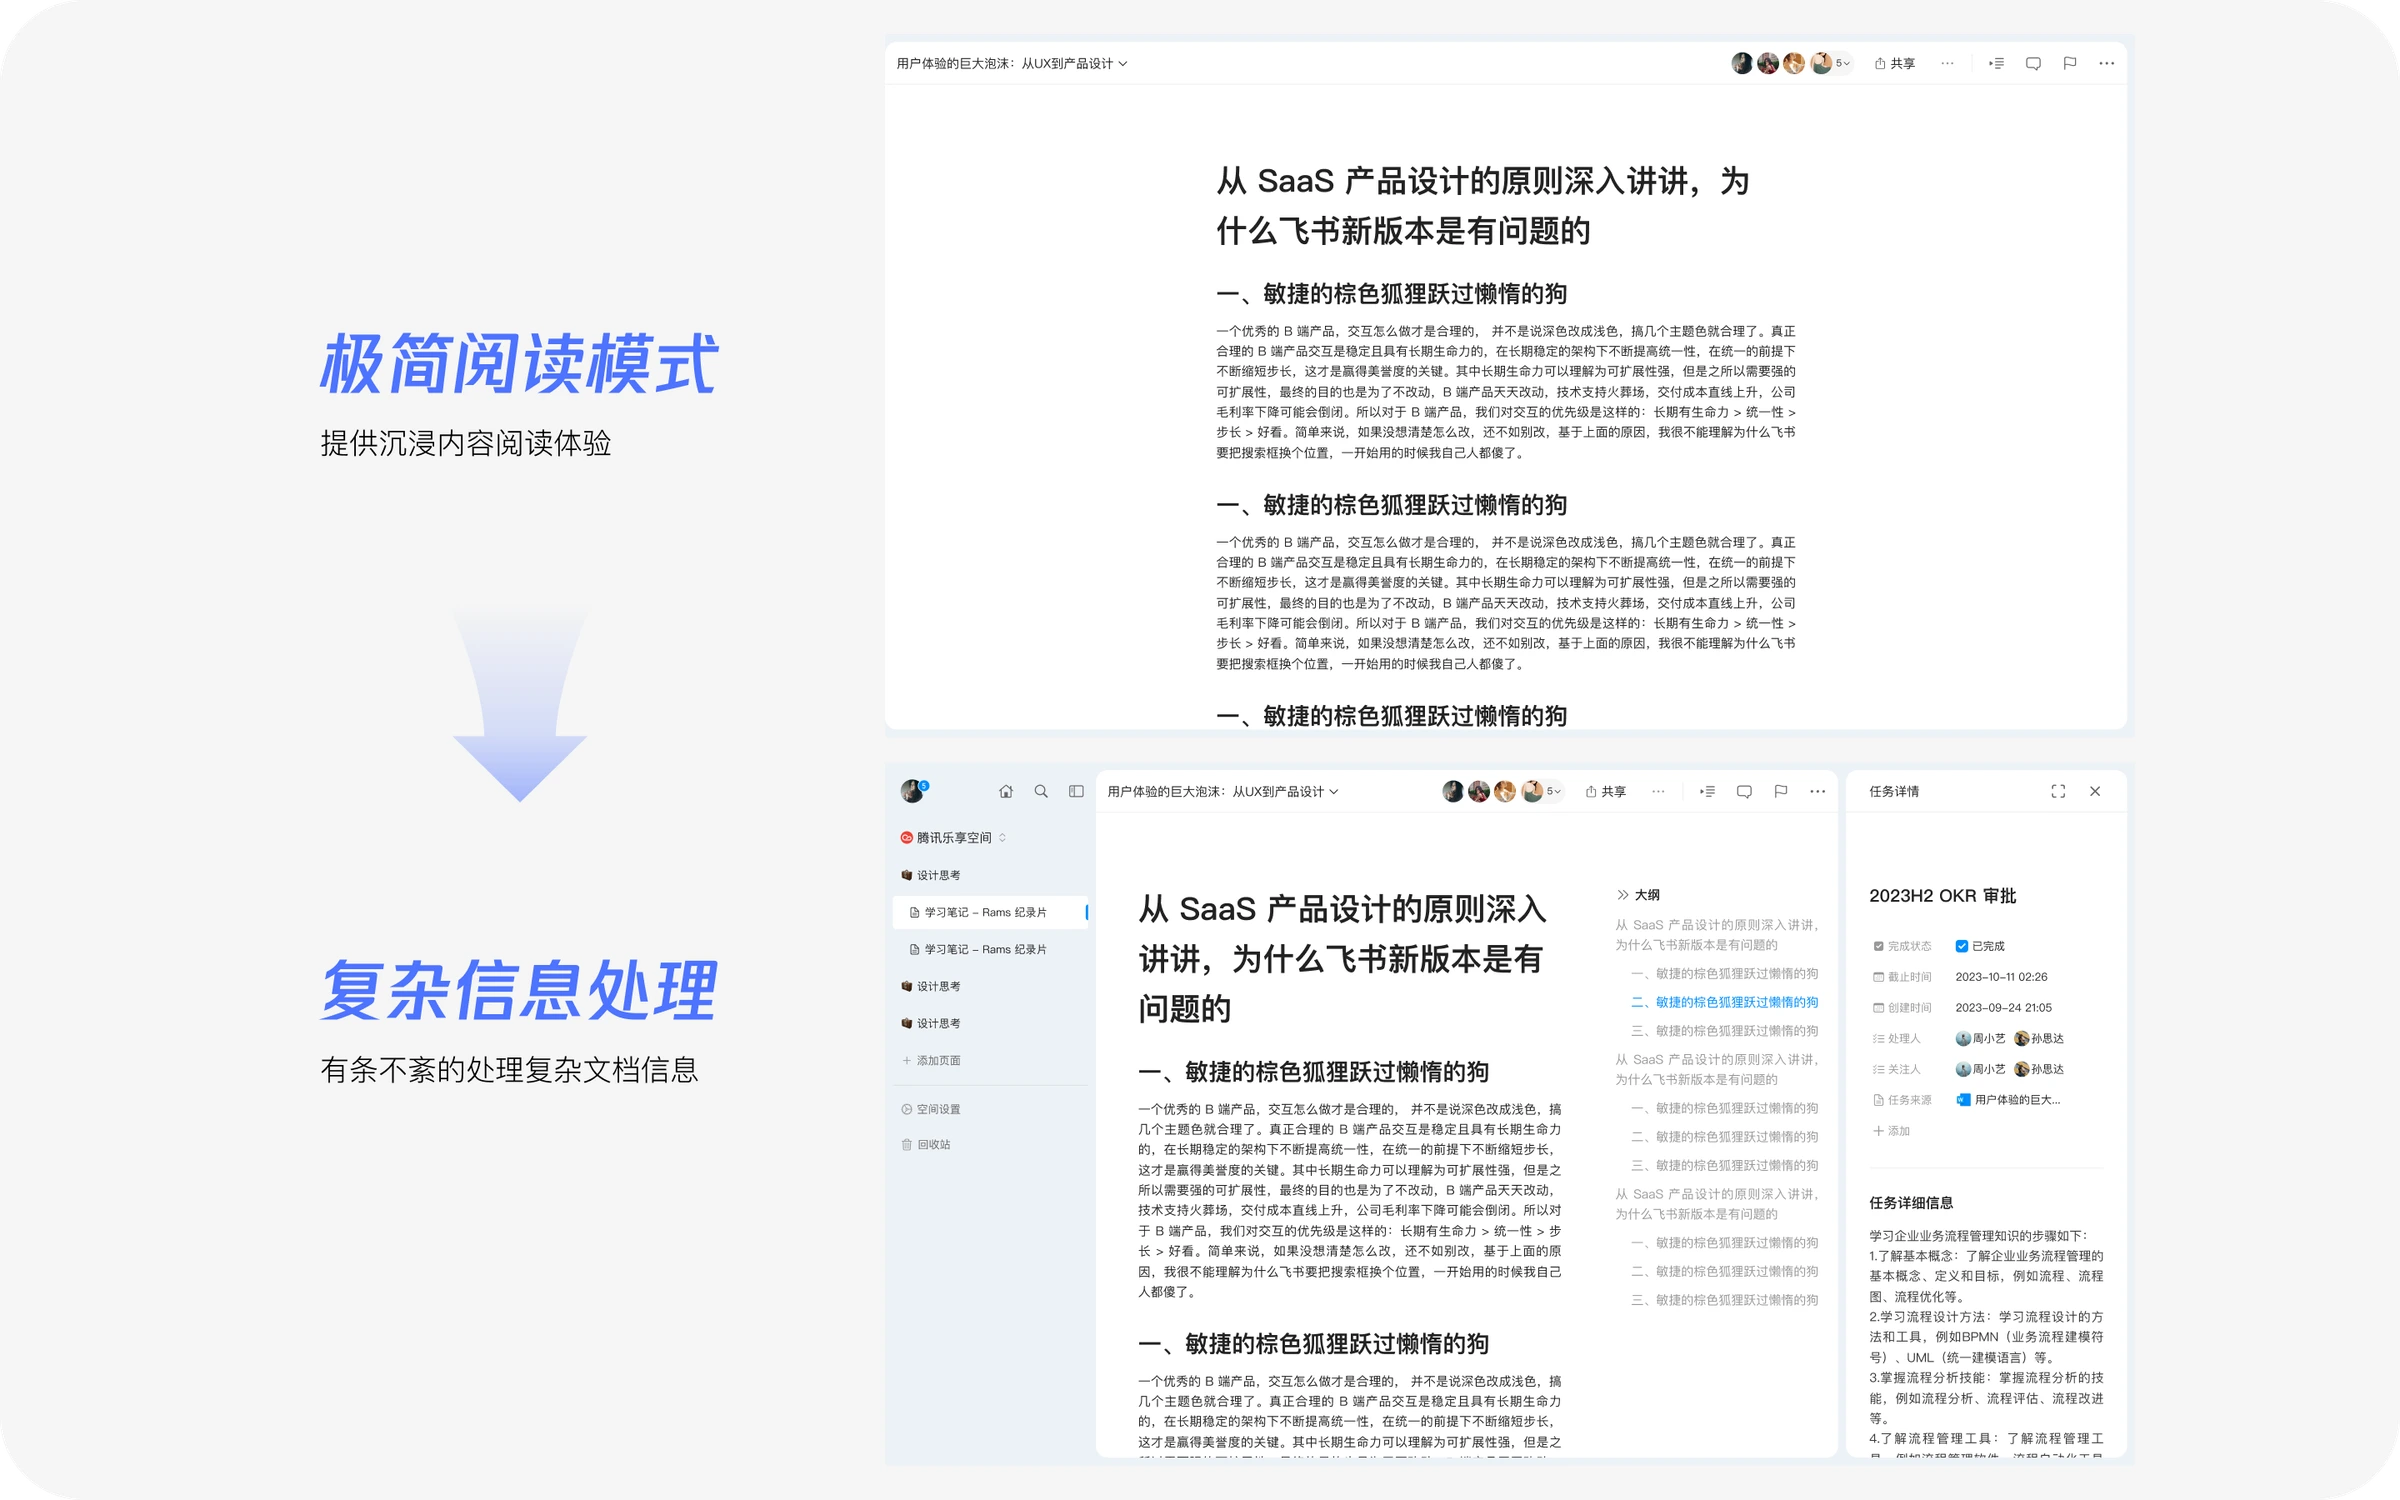 极简阅读模式
提供沉浸内容阅读体验
复杂信息处理
有条不紊的处理复杂文档信息
用户体验的巨大泡沫：从UX到产品设计
5
共享
从 SaaS 产品设计的原则深入讲讲，为
什么飞书新版本是有问题的
一、敏捷的棕色狐狸跃过懒惰的狗
一个优秀的 B 端产品，交互怎么做才是合理的， 并不是说深色改成浅色，搞几个主题色就合理了。真正
合理的 B 端产品交互是稳定且具有长期生命力的，在长期稳定的架构下不断提高统一性，在统一的前提下
不断缩短步长，这才是赢得美誉度的关键。其中长期生命力可以理解为可扩展性强，但是之所以需要强的
可扩展性，最终的目的也是为了不改动，B 端产品天天改动，技术支持火葬场，交付成本直线上升，公司
毛利率下降可能会倒闭。所以对于 B 端产品，我们对交互的优先级是这样的：长期有生命力 > 统一性 >
步长 > 好看。简单来说，如果没想清楚怎么改，还不如别改，基于上面的原因，我很不能理解为什么飞书
要把搜索框换个位置，一开始用的时候我自己人都傻了。
一、敏捷的棕色狐狸跃过懒惰的狗
一个优秀的 B 端产品，交互怎么做才是合理的， 并不是说深色改成浅色，搞几个主题色就合理了。真正
合理的 B 端产品交互是稳定且具有长期生命力的，在长期稳定的架构下不断提高统一性，在统一的前提下
不断缩短步长，这才是赢得美誉度的关键。其中长期生命力可以理解为可扩展性强，但是之所以需要强的
可扩展性，最终的目的也是为了不改动，B 端产品天天改动，技术支持火葬场，交付成本直线上升，公司
毛利率下降可能会倒闭。所以对于 B 端产品，我们对交互的优先级是这样的：长期有生命力 > 统一性 >
步长 > 好看。简单来说，如果没想清楚怎么改，还不如别改，基于上面的原因，我很不能理解为什么飞书
要把搜索框换个位置，一开始用的时候我自己人都傻了。
一、敏捷的棕色狐狸跃过懒惰的狗
5
腾讯乐享空间
设计思考
学习笔记 – Rams 纪录片
学习笔记 – Rams 纪录片
设计思考
设计思考
添加页面
空间设置
回收站
用户体验的巨大泡沫：从UX到产品设计
5
共享
从 SaaS 产品设计的原则深入
讲讲，为什么飞书新版本是有
问题的
一、敏捷的棕色狐狸跃过懒惰的狗
一个优秀的 B 端产品，交互怎么做才是合理的， 并不是说深色改成浅色，搞
几个主题色就合理了。真正合理的 B 端产品交互是稳定且具有长期生命力
的，在长期稳定的架构下不断提高统一性，在统一的前提下不断缩短步长，
这才是赢得美誉度的关键。其中长期生命力可以理解为可扩展性强，但是之
所以需要强的可扩展性，最终的目的也是为了不改动，B 端产品天天改动，
技术支持火葬场，交付成本直线上升，公司毛利率下降可能会倒闭。所以对
于 B 端产品，我们对交互的优先级是这样的：长期有生命力 > 统一性 > 步
长 > 好看。简单来说，如果没想清楚怎么改，还不如别改，基于上面的原
因，我很不能理解为什么飞书要把搜索框换个位置，一开始用的时候我自己
人都傻了。
一、敏捷的棕色狐狸跃过懒惰的狗
一个优秀的 B 端产品，交互怎么做才是合理的， 并不是说深色改成浅色，搞
几个主题色就合理了。真正合理的 B 端产品交互是稳定且具有长期生命力
的，在长期稳定的架构下不断提高统一性，在统一的前提下不断缩短步长，
这才是赢得美誉度的关键。其中长期生命力可以理解为可扩展性强，但是之
大纲
从 SaaS 产品设计的原则深入讲讲，
为什么飞书新版本是有问题的
一、敏捷的棕色狐狸跃过懒惰的狗
二、敏捷的棕色狐狸跃过懒惰的狗
三、敏捷的棕色狐狸跃过懒惰的狗
从 SaaS 产品设计的原则深入讲讲，
为什么飞书新版本是有问题的
一、敏捷的棕色狐狸跃过懒惰的狗
二、敏捷的棕色狐狸跃过懒惰的狗
三、敏捷的棕色狐狸跃过懒惰的狗
从 SaaS 产品设计的原则深入讲讲，
为什么飞书新版本是有问题的
一、敏捷的棕色狐狸跃过懒惰的狗
二、敏捷的棕色狐狸跃过懒惰的狗
三、敏捷的棕色狐狸跃过懒惰的狗
任务详情
2023H2 OKR 审批
完成状态 已完成
截止时间 2023–10–11 02:26
创建时间 2023–09–24 21:05
处理人 周小艺 孙思达
关注人 周小艺 孙思达
任务来源 用户体验的巨大...
添加
任务详细信息
学习企业业务流程管理知识的步骤如下：
1.了解基本概念：了解企业业务流程管理的
基本概念、定义和目标，例如流程、流程
图、流程优化等。
2.学习流程设计方法：学习流程设计的方
法和工具，例如BPMN（业务流程建模符
号）、UML（统一建模语言）等。
3.掌握流程分析技能：掌握流程分析的技
能，例如流程分析、流程评估、流程改进
等。
4.了解流程管理工具：了解流程管理工